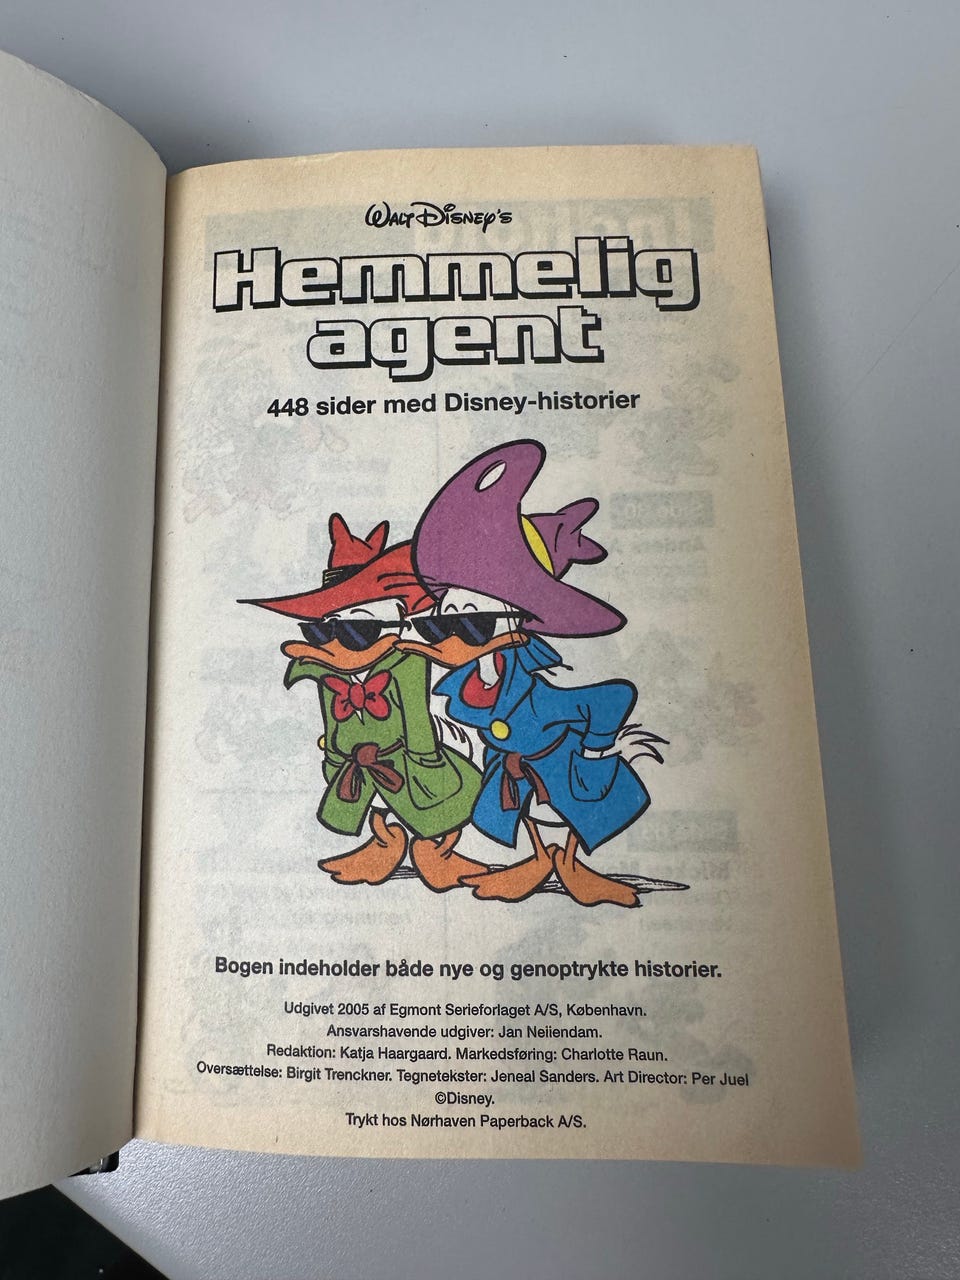 Walt Disney's
Hemmelig
agent
448 sider med Disney-historier
Bogen indeholder både nye og genoptrykte historier.
Udgivet 2005 af Egmont Serieforlaget A/S, København.
Ansvarshavende udgiver: Jan Neiiendam.
Redaktion: Katja Haargaard. Markedsføring: Charlotte Raun.
Oversættelse: Birgit Trenckner. Tegnetekster: Jeneal Sanders. Art Director: Per Juel
©Disney.
Trykt hos Nørhaven Paperback A/S.